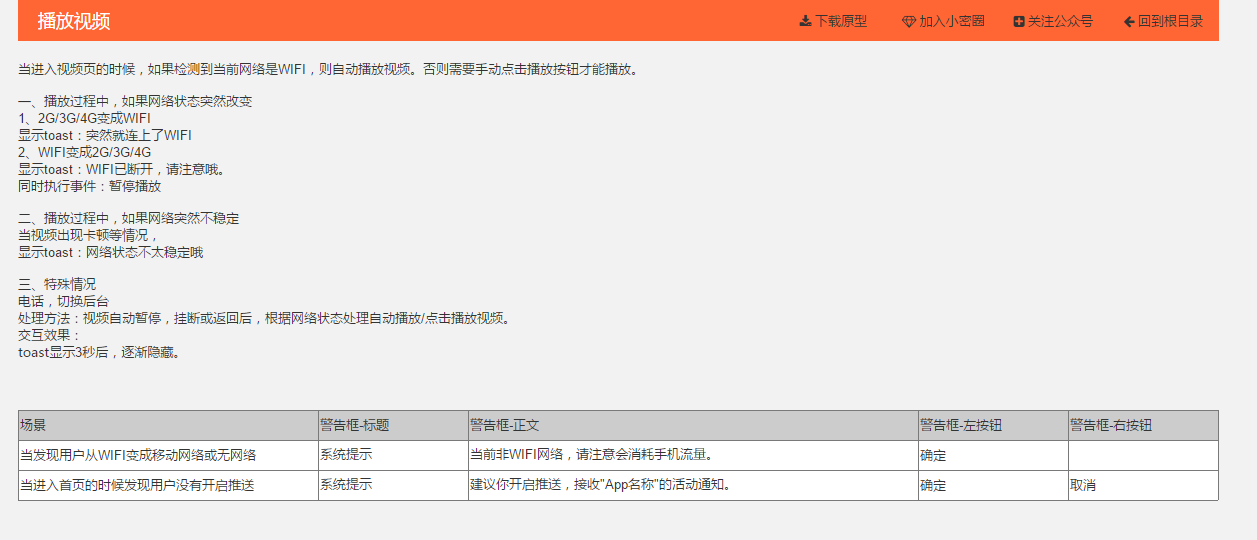 播放视频 下载原型 加入小密圈 关注公众号 回到根目录
当进入视频页的时候，如果检测到当前网络是WIFI，则自动播放视频。否则需要手动点击播放按钮才能播放。
一、播放过程中，如果网络状态突然改变
1、2G/3G/4G变成WIFI
显示toast：突然就连上了WIFI
2、WIFI变成2G/3G/4G
显示toast：WIFI已断开，请注意哦。
同时执行事件：暂停播放
二、播放过程中，如果网络突然不稳定
当视频出现卡顿等情况，
显示toast：网络状态不太稳定哦
三、特殊情况
电话，切换后台
处理方法：视频自动暂停，挂断或返回后，根据网络状态处理自动播放/点击播放视频。
交互效果：
toast显示3秒后，逐渐隐藏。
场景 警告框-标题 警告框-正文 警告框-左按钮 警告框-右按钮
当发现用户从WIFI变成移动网络或无网络 系统提示 当前非WIFI网络，请注意会消耗手机流量。 确定
当进入首页的时候发现用户没有开启推送 系统提示 建议你开启推送，接收"App名称"的活动通知。 确定 取消